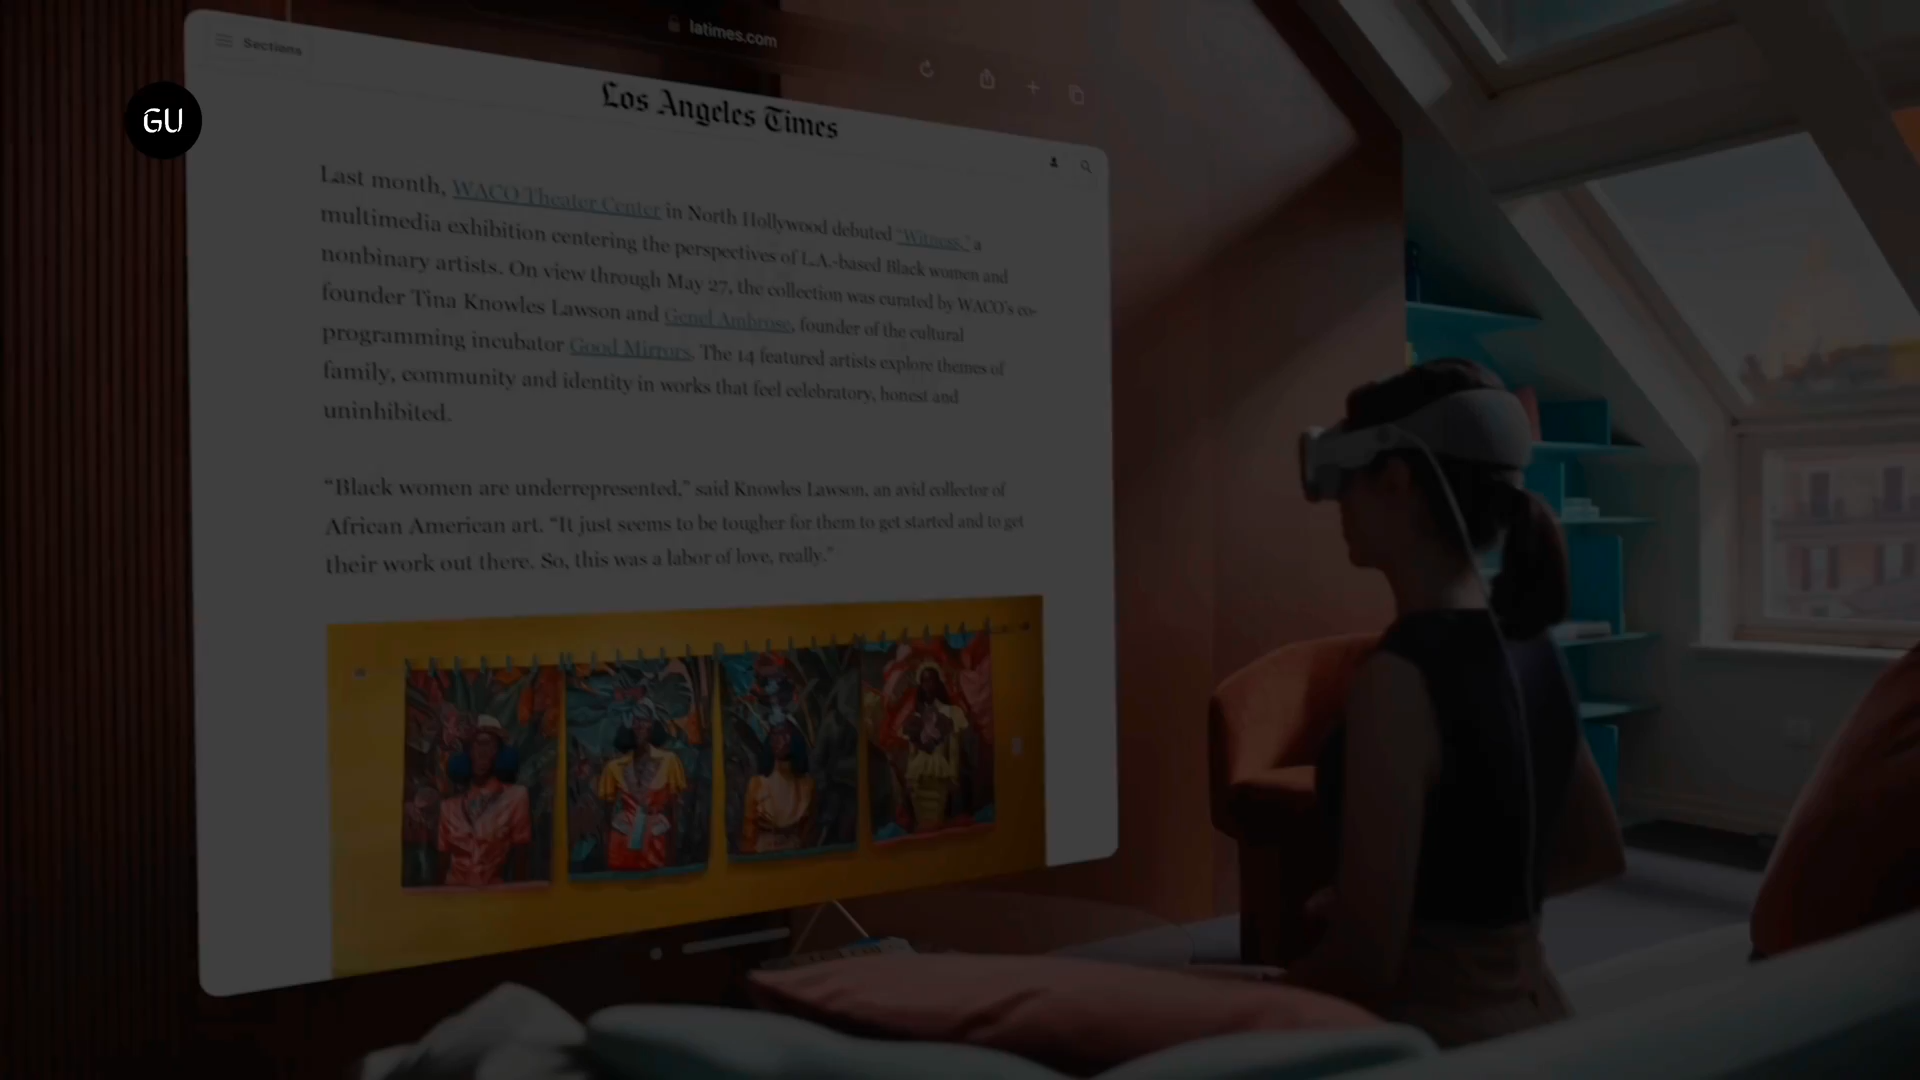 latimes.com
Sections
GU
Los Angeles Times
Last month, WACO Theater Center in North Hollywood debuted “Witness,” a
multimedia exhibition centering the perspectives of L.A.-based Black women and
nonbinary artists. On view through May 27, the collection was curated by WACO’s co-
founder Tina Knowles Lawson and Genel Ambrose, founder of the cultural
programming incubator Good Mirrors. The 14 featured artists explore themes of
family, community and identity in works that feel celebratory, honest and
uninhibited.
“Black women are underrepresented,” said Knowles Lawson, an avid collector of
African American art. “It just seems to be tougher for them to get started and to get
their work out there. So, this was a labor of love, really.”